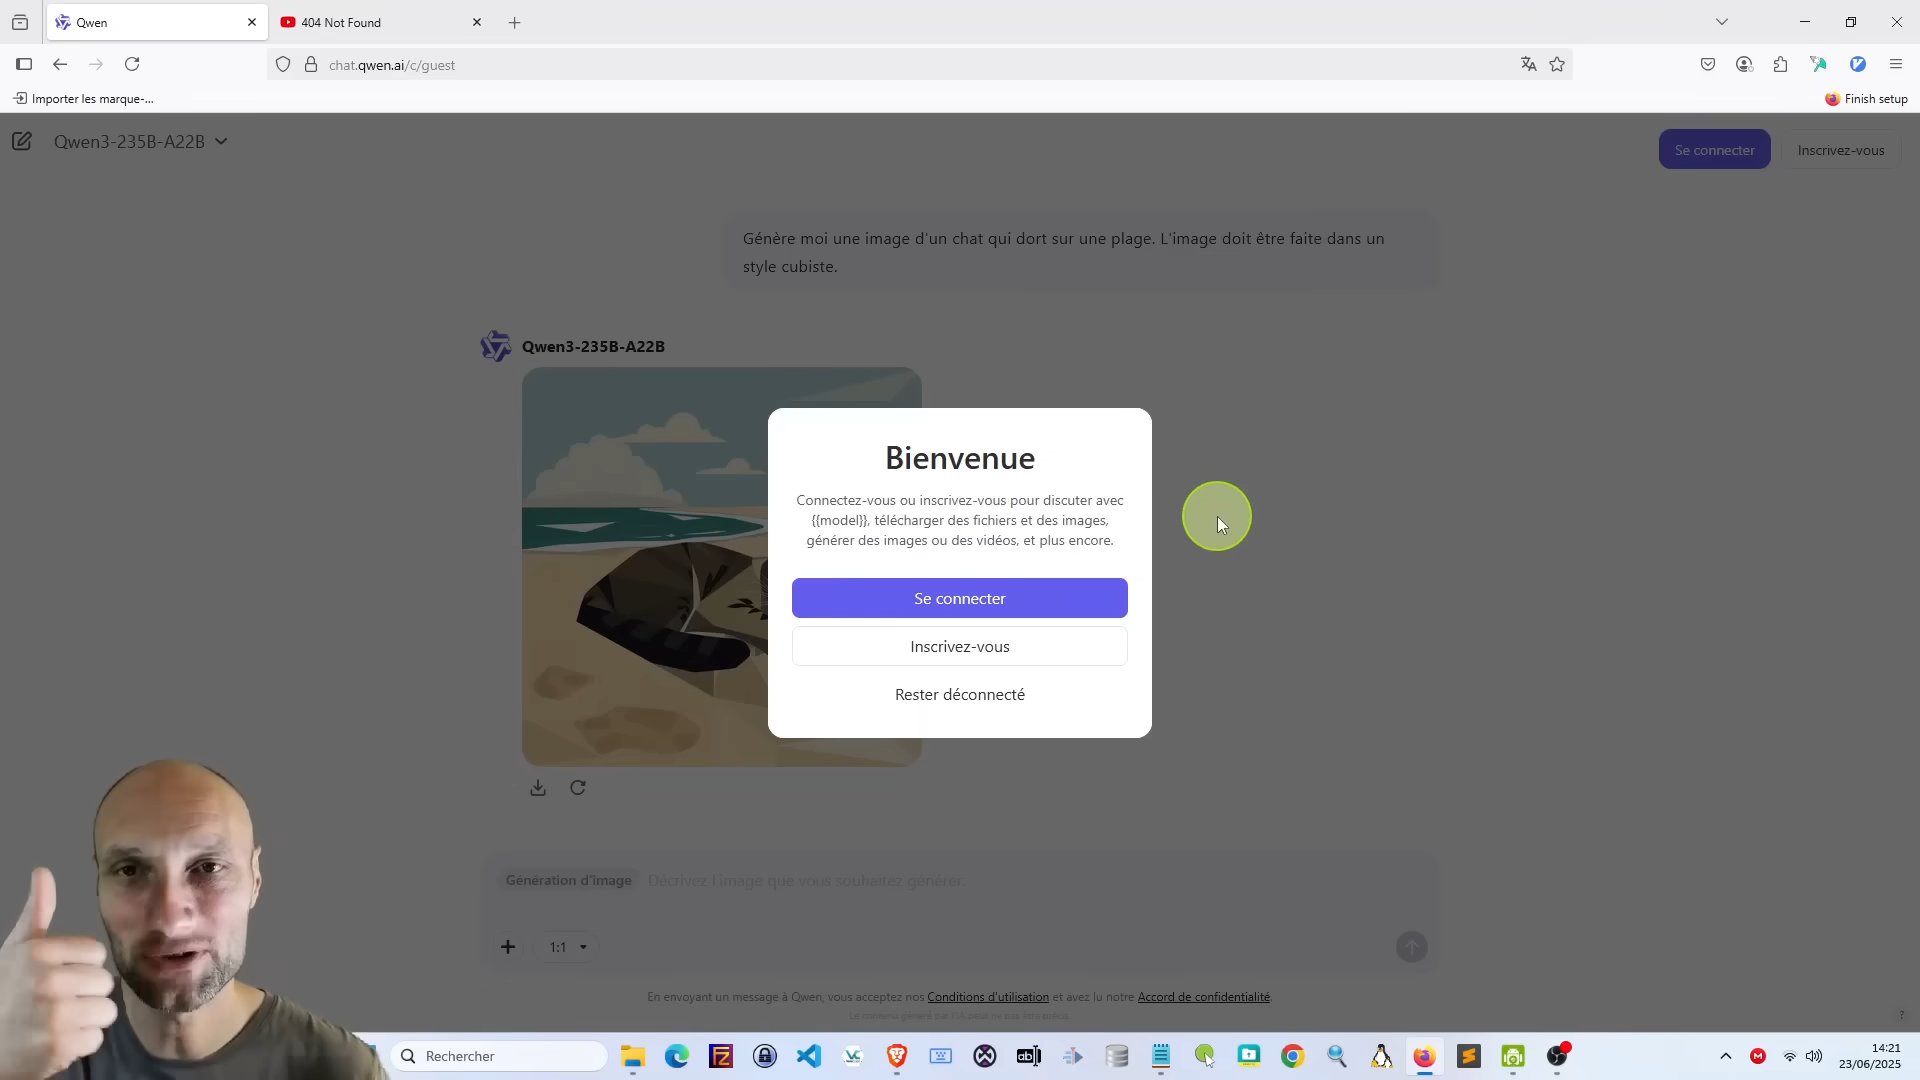 Qwen
404 Not Found
chat.qwen.ai/c/guest
Importer les marque-...
Finish setup
Qwen3-235B-A22B
Se connecter
Inscrivez-vous
Génère moi une image d'un chat qui dort sur une plage. L'image doit être faite dans un
style cubiste.
Qwen3-235B-A22B
Bienvenue
Connectez-vous ou inscrivez-vous pour discuter avec
{{model}}, télécharger des fichiers et des images,
générer des images ou des vidéos, et plus encore.
Se connecter
Inscrivez-vous
Rester déconnecté
Génération d'image
Décrivez l'image que vous souhaitez générer.
1:1
En envoyant un message à Qwen, vous acceptez nos Conditions d'utilisation et avez lu notre Accord de confidentialité.
?
Rechercher
14:21
23/06/2025